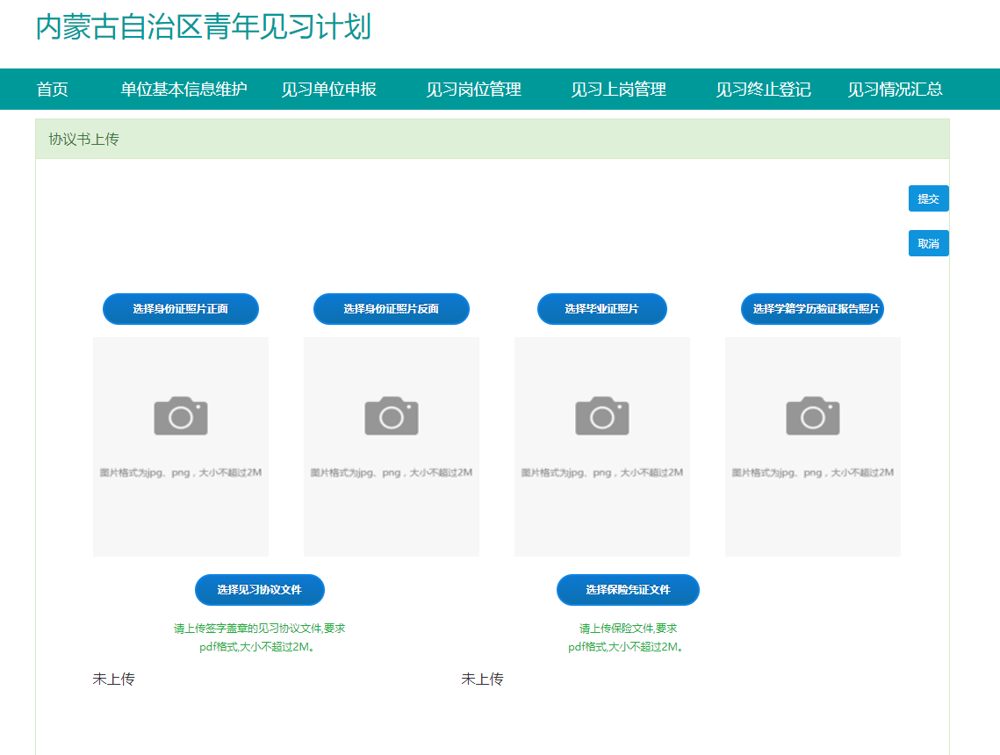 内蒙古自治区青年见习计划
首页 单位基本信息维护 见习单位申报 见习岗位管理 见习上岗管理 见习终止登记 见习情况汇总
协议书上传
提交
取消
选择身份证照片正面 选择身份证照片反面 选择毕业证照片 选择学籍学历验证报告照片
图片格式为jpg、png，大小不超过2M 图片格式为jpg、png，大小不超过2M 图片格式为jpg、png，大小不超过2M 图片格式为jpg、png，大小不超过2M
选择见习协议文件 选择保险凭证文件
请上传签字盖章的见习协议文件,要求 请上传保险文件,要求
pdf格式,大小不超过2M。 pdf格式,大小不超过2M。
未上传 未上传